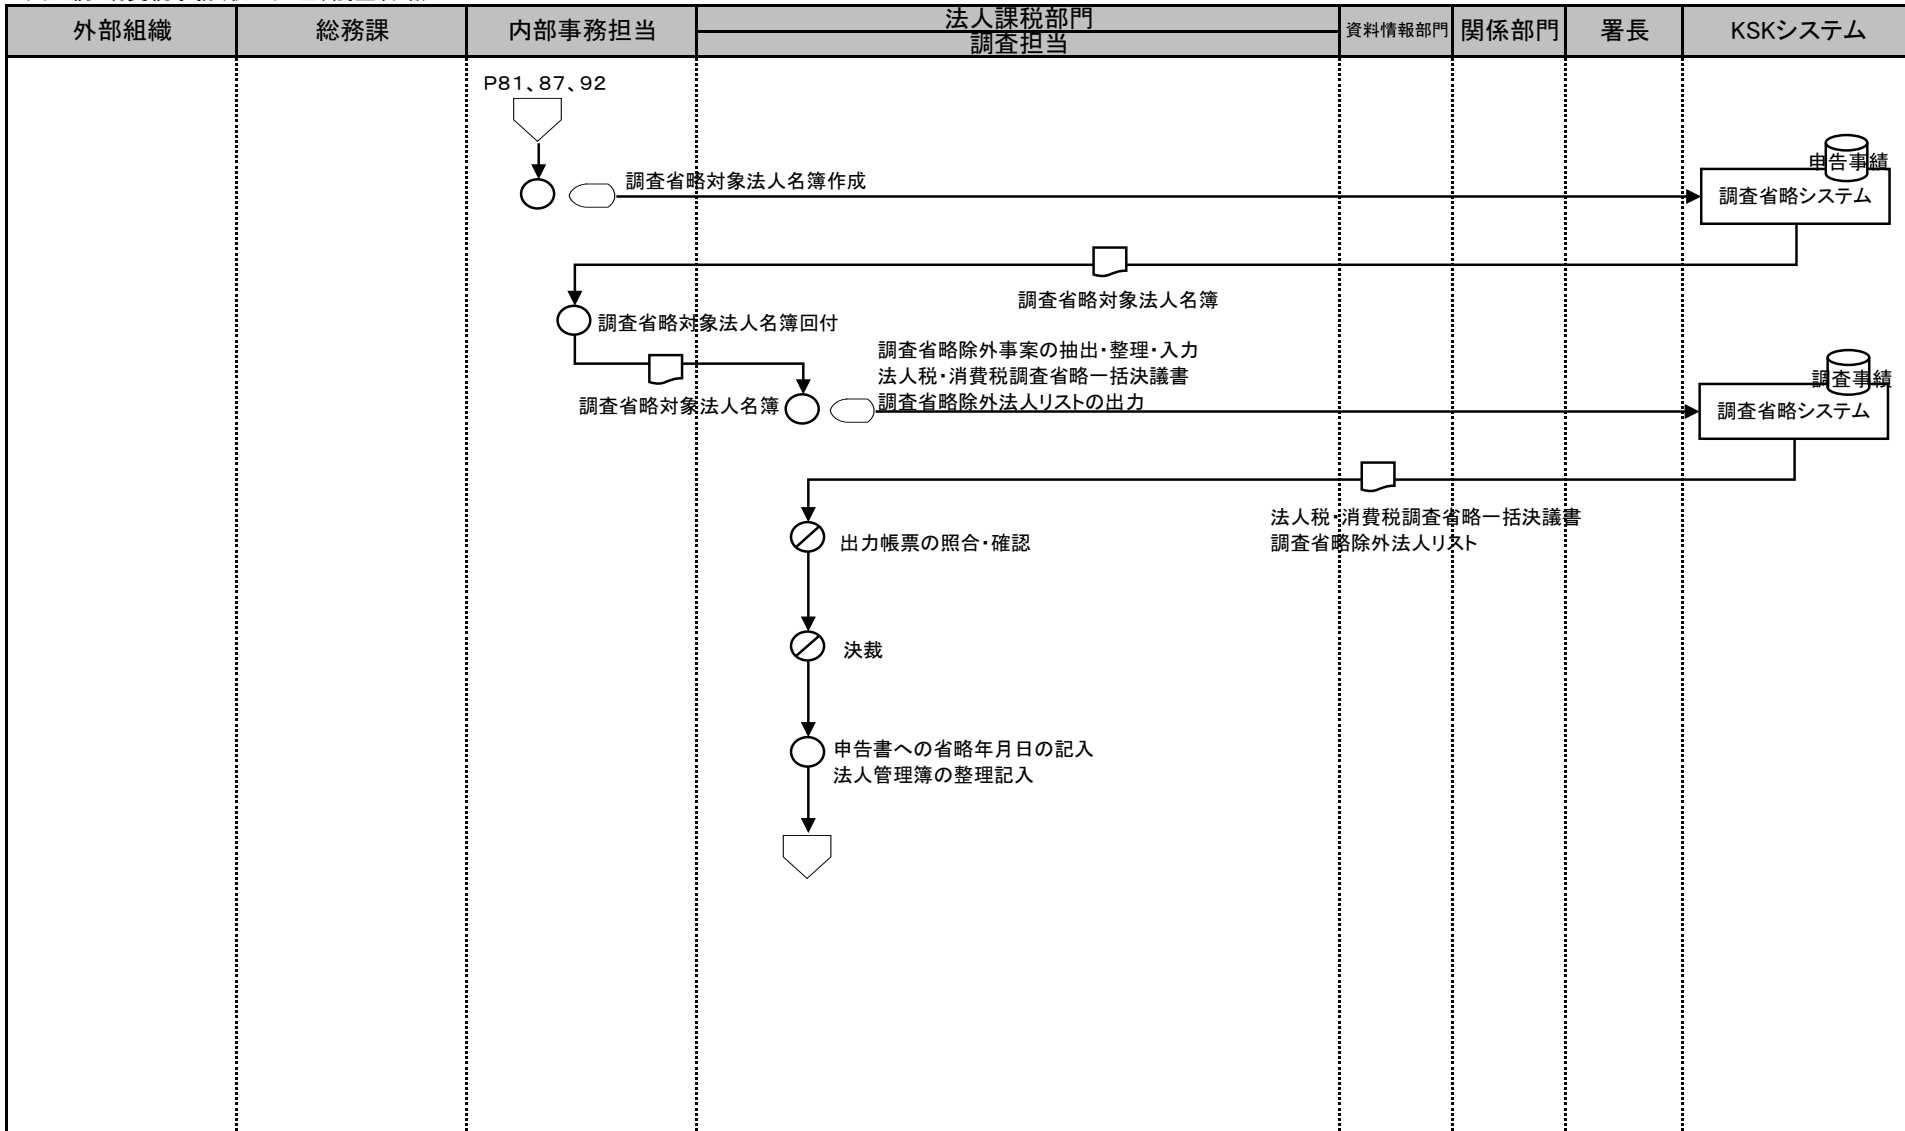 外部組織
総務課
内部事務担当
法人課税部門
調査担当
資料情報部門
関係部門
署長
KSKシステム
P81、87、92
申告事績
調査省略対象法人名簿作成
調査省略システム
調査省略対象法人名簿
調査省略対象法人名簿回付
調査省略除外事案の抽出・整理・入力
法人税・消費税調査省略一括決議書
調査省略除外法人リストの出力
調査事績
調査省略対象法人名簿
調査省略システム
法人税・消費税調査省略一括決議書
調査省略除外法人リスト
出力帳票の照合・確認
決裁
申告書への省略年月日の記入
法人管理簿の整理記入